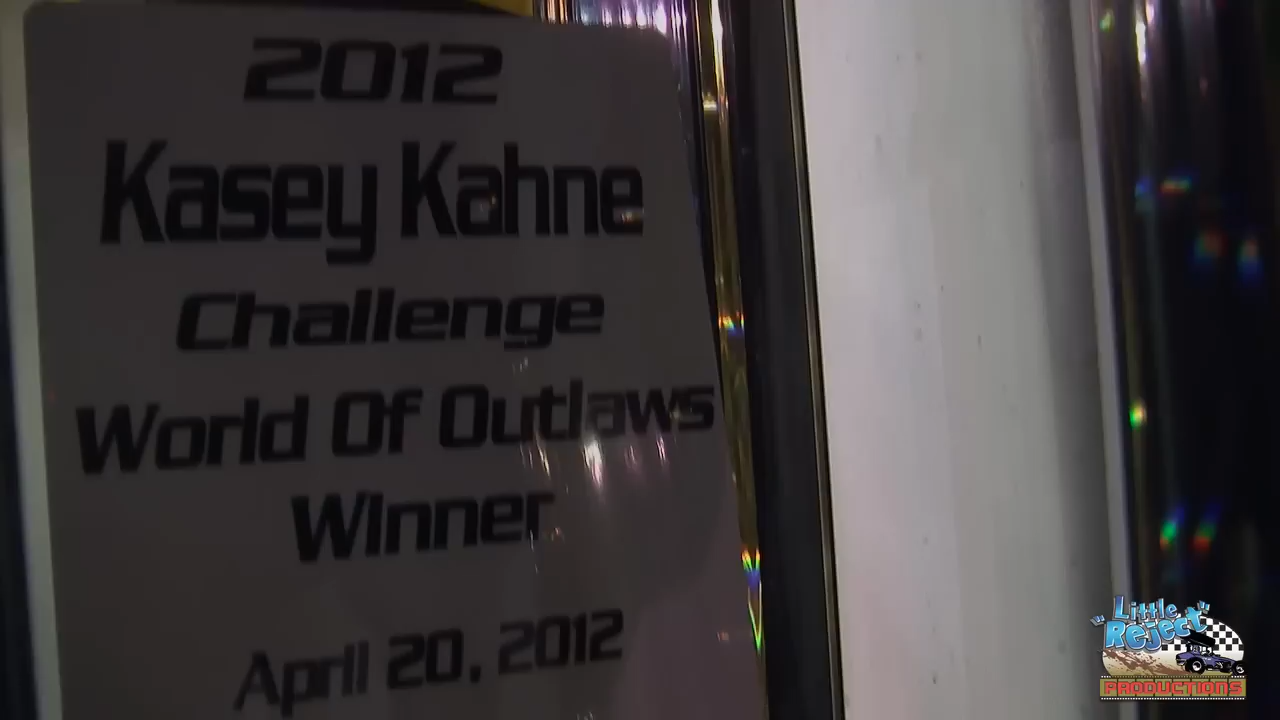 2012
Kasey Kahne
Challenge
World Of Outlaws
Winner
April 20, 2012
"Little
Reject"
PRODUCTIONS